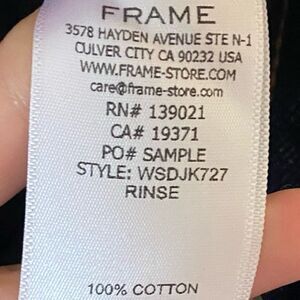 FRAME
3578 HAYDEN AVENUE STE N-1
CULVER CITY CA 90232 USA
WWW.FRAME-STORE.COM
care@frame-store.com
RN# 139021
CA# 19371
PO# SAMPLE
STYLE: WSDJK727
RINSE
100% COTTON